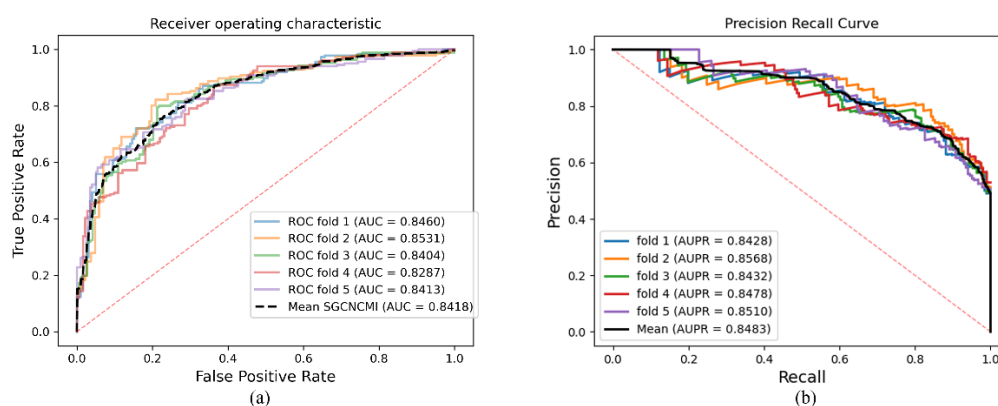 Receiver operating characteristic
1.0
0.8
0.6
0.4
0.2
0.0
True Positive Rate
ROC fold 1 (AUC = 0.8460)
ROC fold 2 (AUC = 0.8531)
ROC fold 3 (AUC = 0.8404)
ROC fold 4 (AUC = 0.8287)
ROC fold 5 (AUC = 0.8413)
Mean SGCNCMI (AUC = 0.8418)
0.0 0.2 0.4 0.6 0.8 1.0
False Positive Rate
(a)
Precision Recall Curve
1.0
0.8
0.6
0.4
0.2
0.0
Precision
fold 1 (AUPR = 0.8428)
fold 2 (AUPR = 0.8568)
fold 3 (AUPR = 0.8432)
fold 4 (AUPR = 0.8478)
fold 5 (AUPR = 0.8510)
Mean (AUPR = 0.8483)
0.0 0.2 0.4 0.6 0.8 1.0
Recall
(b)